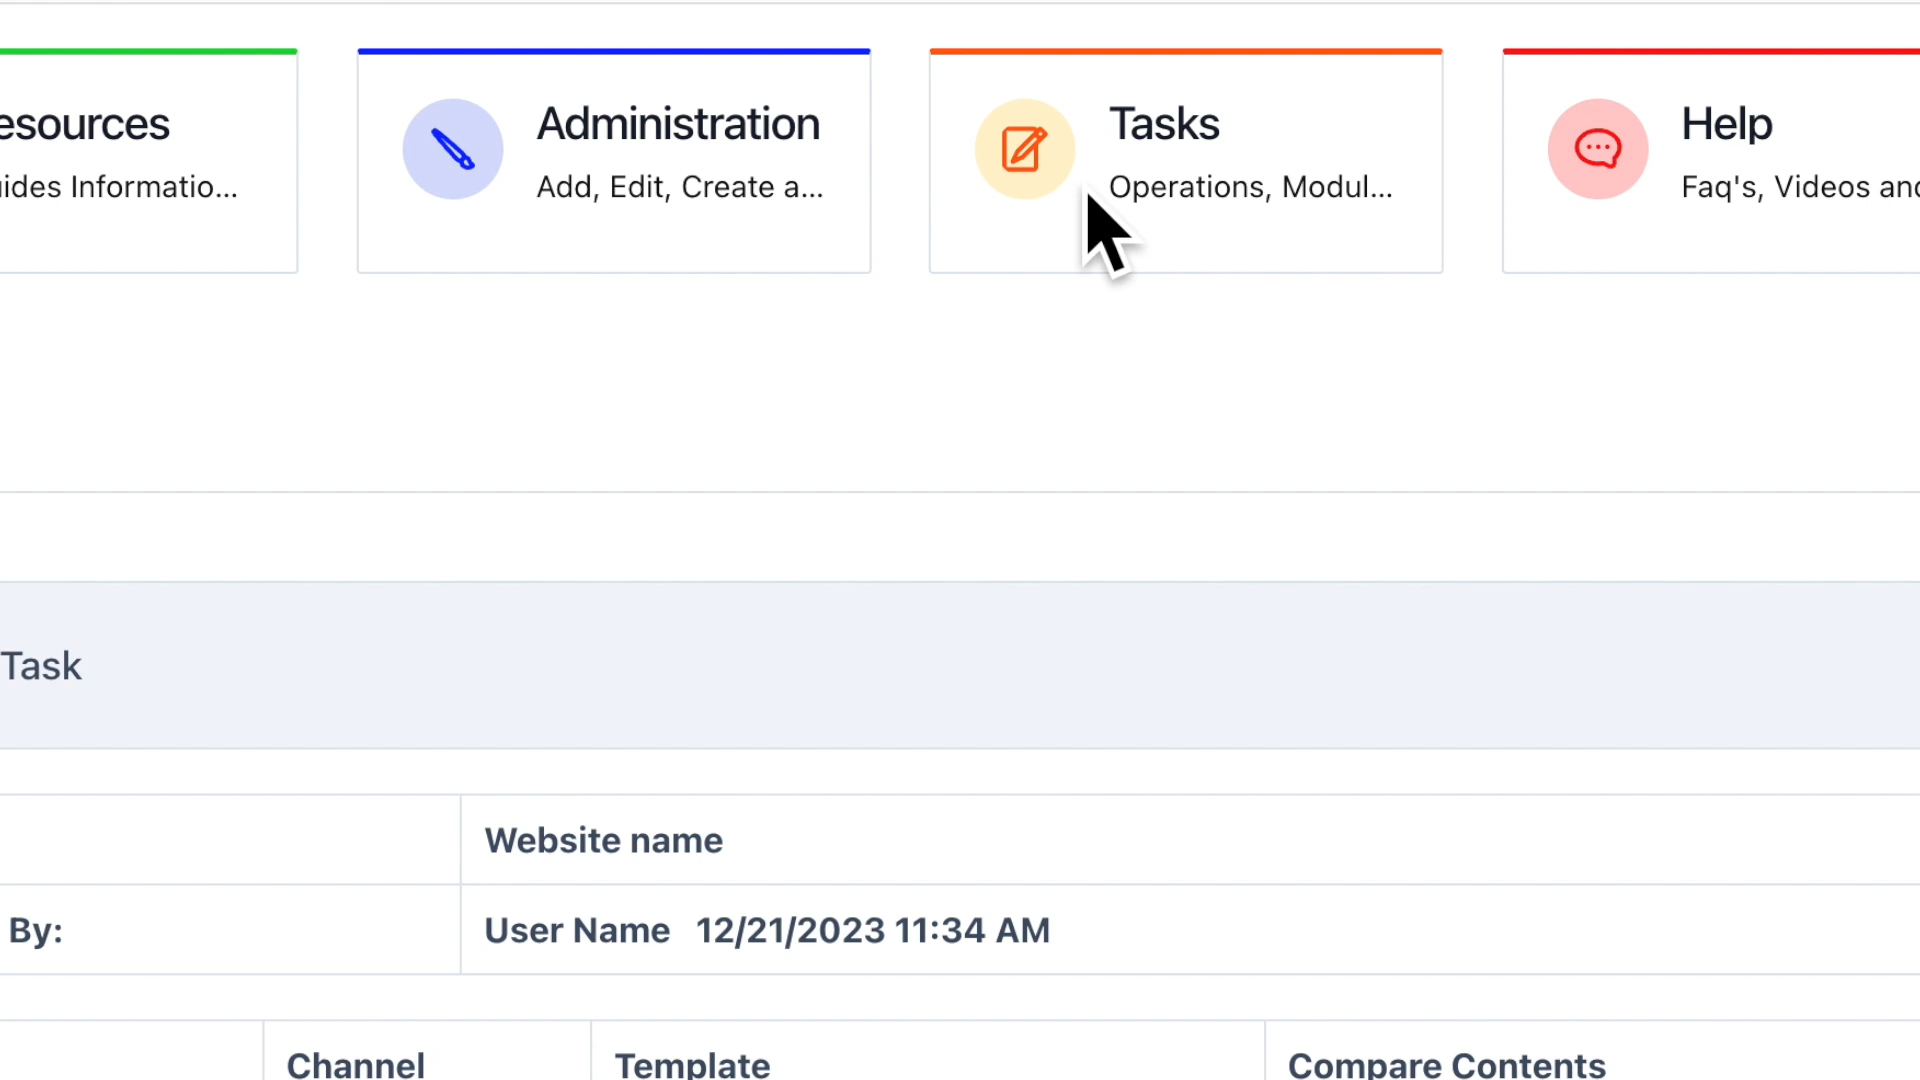 esources
Administration
Tasks
Help
uides Informatio...
Add, Edit, Create a...
Operations, Modul...
Faq's, Videos and
Task
Website name
By:
User Name 12/21/2023 11:34 AM
Channel
Template
Compare Contents